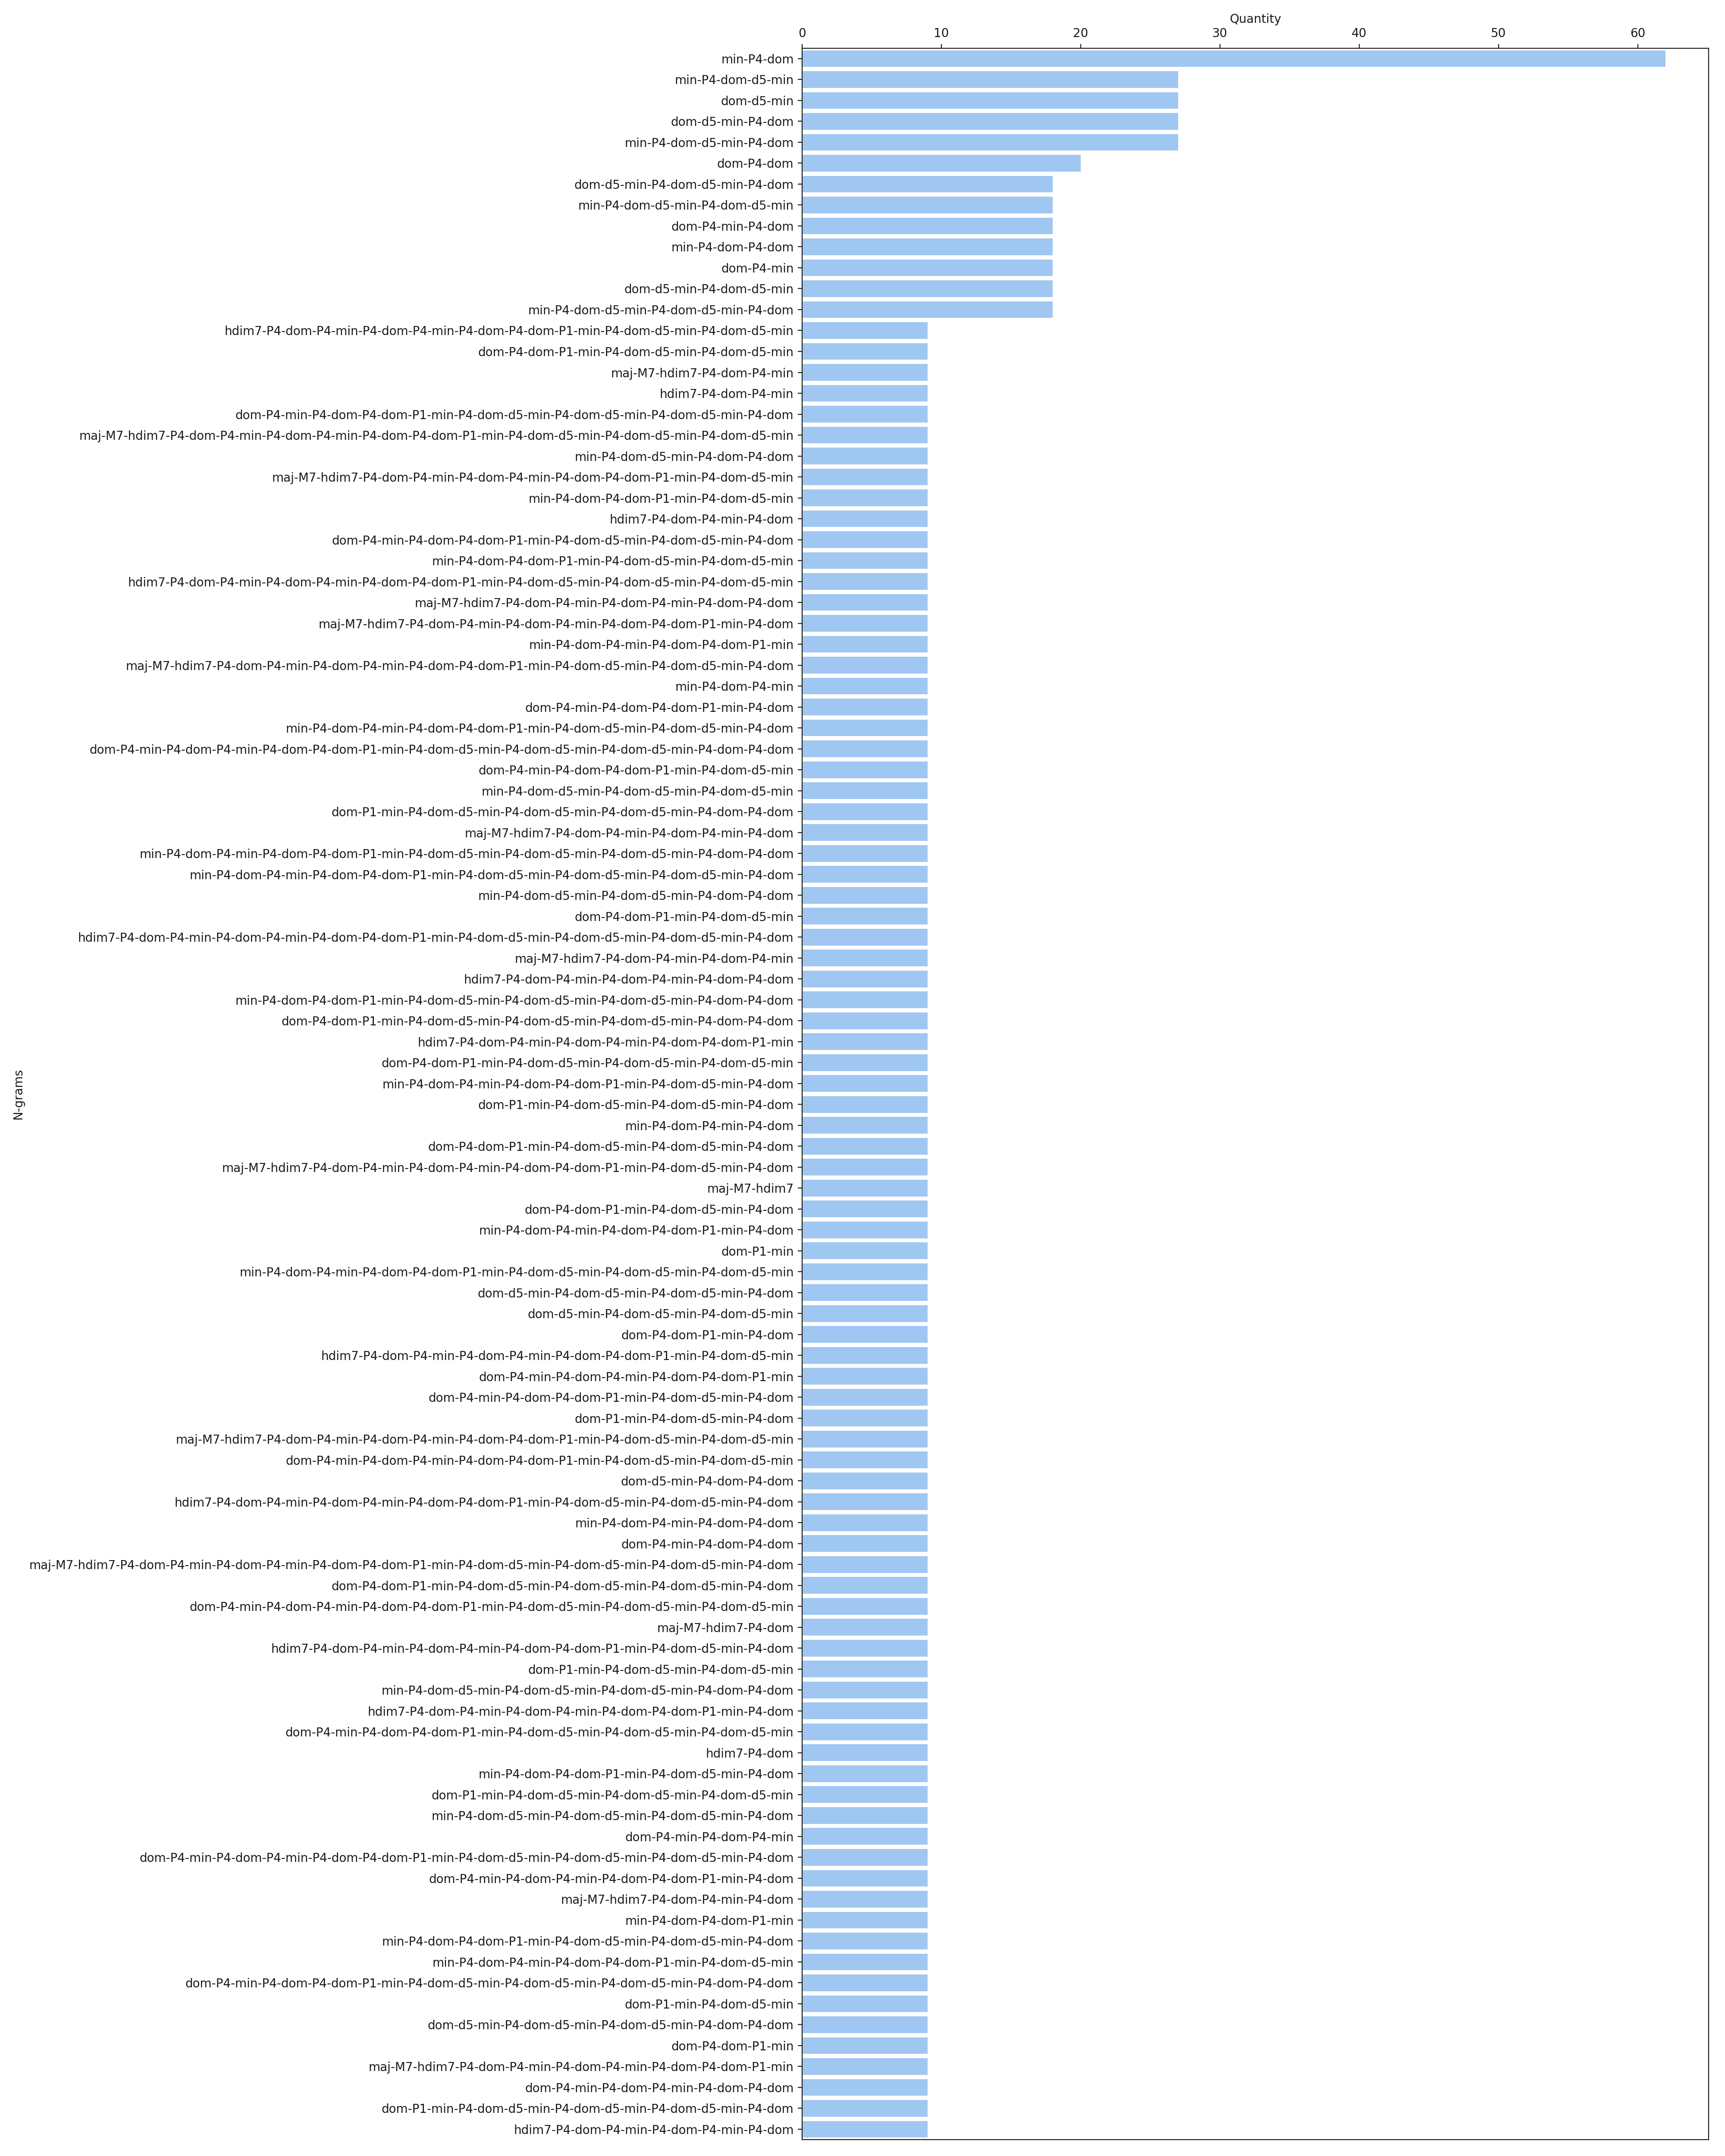 Quantity
0 10 20 30 40 50 60
min-P4-dom
min-P4-dom-d5-min
dom-d5-min
dom-d5-min-P4-dom
min-P4-dom-d5-min-P4-dom
dom-P4-dom
dom-d5-min-P4-dom-d5-min-P4-dom
min-P4-dom-d5-min-P4-dom-d5-min
dom-P4-min-P4-dom
min-P4-dom-P4-dom
dom-P4-min
dom-d5-min-P4-dom-d5-min
min-P4-dom-d5-min-P4-dom-d5-min-P4-dom
hdim7-P4-dom-P4-min-P4-dom-P4-min-P4-dom-P4-dom-P1-min-P4-dom-d5-min-P4-dom-d5-min
dom-P4-dom-P1-min-P4-dom-d5-min-P4-dom-d5-min
maj-M7-hdim7-P4-dom-P4-min
hdim7-P4-dom-P4-min
dom-P4-min-P4-dom-P4-dom-P1-min-P4-dom-d5-min-P4-dom-d5-min-P4-dom-d5-min-P4-dom
maj-M7-hdim7-P4-dom-P4-min-P4-dom-P4-min-P4-dom-P4-dom-P1-min-P4-dom-d5-min-P4-dom-d5-min-P4-dom-d5-min
min-P4-dom-d5-min-P4-dom-P4-dom
maj-M7-hdim7-P4-dom-P4-min-P4-dom-P4-min-P4-dom-P4-dom-P1-min-P4-dom-d5-min
min-P4-dom-P4-dom-P1-min-P4-dom-d5-min
hdim7-P4-dom-P4-min-P4-dom
dom-P4-min-P4-dom-P4-dom-P1-min-P4-dom-d5-min-P4-dom-d5-min-P4-dom
min-P4-dom-P4-dom-P1-min-P4-dom-d5-min-P4-dom-d5-min
hdim7-P4-dom-P4-min-P4-dom-P4-min-P4-dom-P4-dom-P1-min-P4-dom-d5-min-P4-dom-d5-min-P4-dom-d5-min
maj-M7-hdim7-P4-dom-P4-min-P4-dom-P4-min-P4-dom-P4-dom
maj-M7-hdim7-P4-dom-P4-min-P4-dom-P4-min-P4-dom-P4-dom-P1-min-P4-dom
min-P4-dom-P4-min-P4-dom-P4-dom-P1-min
maj-M7-hdim7-P4-dom-P4-min-P4-dom-P4-min-P4-dom-P4-dom-P1-min-P4-dom-d5-min-P4-dom-d5-min-P4-dom
min-P4-dom-P4-min
dom-P4-min-P4-dom-P4-dom-P1-min-P4-dom
min-P4-dom-P4-min-P4-dom-P4-dom-P1-min-P4-dom-d5-min-P4-dom-d5-min-P4-dom
dom-P4-min-P4-dom-P4-min-P4-dom-P4-dom-P1-min-P4-dom-d5-min-P4-dom-d5-min-P4-dom-d5-min-P4-dom-P4-dom
dom-P4-min-P4-dom-P4-dom-P1-min-P4-dom-d5-min
min-P4-dom-d5-min-P4-dom-d5-min-P4-dom-d5-min
dom-P1-min-P4-dom-d5-min-P4-dom-d5-min-P4-dom-d5-min-P4-dom-P4-dom
maj-M7-hdim7-P4-dom-P4-min-P4-dom-P4-min-P4-dom
min-P4-dom-P4-min-P4-dom-P4-dom-P1-min-P4-dom-d5-min-P4-dom-d5-min-P4-dom-d5-min-P4-dom-P4-dom
min-P4-dom-P4-min-P4-dom-P4-dom-P1-min-P4-dom-d5-min-P4-dom-d5-min-P4-dom-d5-min-P4-dom
min-P4-dom-d5-min-P4-dom-d5-min-P4-dom-P4-dom
dom-P4-dom-P1-min-P4-dom-d5-min
hdim7-P4-dom-P4-min-P4-dom-P4-min-P4-dom-P4-dom-P1-min-P4-dom-d5-min-P4-dom-d5-min-P4-dom-d5-min-P4-dom
maj-M7-hdim7-P4-dom-P4-min-P4-dom-P4-min
hdim7-P4-dom-P4-min-P4-dom-P4-min-P4-dom-P4-dom
min-P4-dom-P4-dom-P1-min-P4-dom-d5-min-P4-dom-d5-min-P4-dom-d5-min-P4-dom-P4-dom
dom-P4-dom-P1-min-P4-dom-d5-min-P4-dom-d5-min-P4-dom-d5-min-P4-dom-P4-dom
hdim7-P4-dom-P4-min-P4-dom-P4-min-P4-dom-P4-dom-P1-min
dom-P4-dom-P1-min-P4-dom-d5-min-P4-dom-d5-min-P4-dom-d5-min
min-P4-dom-P4-min-P4-dom-P4-dom-P1-min-P4-dom-d5-min-P4-dom
N-grams
dom-P1-min-P4-dom-d5-min-P4-dom-d5-min-P4-dom
min-P4-dom-P4-min-P4-dom
dom-P4-dom-P1-min-P4-dom-d5-min-P4-dom-d5-min-P4-dom
maj-M7-hdim7-P4-dom-P4-min-P4-dom-P4-min-P4-dom-P4-dom-P1-min-P4-dom-d5-min-P4-dom
maj-M7-hdim7
dom-P4-dom-P1-min-P4-dom-d5-min-P4-dom
min-P4-dom-P4-min-P4-dom-P4-dom-P1-min-P4-dom
dom-P1-min
min-P4-dom-P4-min-P4-dom-P4-dom-P1-min-P4-dom-d5-min-P4-dom-d5-min-P4-dom-d5-min
dom-d5-min-P4-dom-d5-min-P4-dom-d5-min-P4-dom
dom-d5-min-P4-dom-d5-min-P4-dom-d5-min
dom-P4-dom-P1-min-P4-dom
hdim7-P4-dom-P4-min-P4-dom-P4-min-P4-dom-P4-dom-P1-min-P4-dom-d5-min
dom-P4-min-P4-dom-P4-min-P4-dom-P4-dom-P1-min
dom-P4-min-P4-dom-P4-dom-P1-min-P4-dom-d5-min-P4-dom
dom-P1-min-P4-dom-d5-min-P4-dom
maj-M7-hdim7-P4-dom-P4-min-P4-dom-P4-min-P4-dom-P4-dom-P1-min-P4-dom-d5-min-P4-dom-d5-min
dom-P4-min-P4-dom-P4-min-P4-dom-P4-dom-P1-min-P4-dom-d5-min-P4-dom-d5-min
dom-d5-min-P4-dom-P4-dom
hdim7-P4-dom-P4-min-P4-dom-P4-min-P4-dom-P4-dom-P1-min-P4-dom-d5-min-P4-dom-d5-min-P4-dom
min-P4-dom-P4-min-P4-dom-P4-dom
dom-P4-min-P4-dom-P4-dom
maj-M7-hdim7-P4-dom-P4-min-P4-dom-P4-min-P4-dom-P4-dom-P1-min-P4-dom-d5-min-P4-dom-d5-min-P4-dom-d5-min-P4-dom
dom-P4-dom-P1-min-P4-dom-d5-min-P4-dom-d5-min-P4-dom-d5-min-P4-dom
dom-P4-min-P4-dom-P4-min-P4-dom-P4-dom-P1-min-P4-dom-d5-min-P4-dom-d5-min-P4-dom-d5-min
maj-M7-hdim7-P4-dom
hdim7-P4-dom-P4-min-P4-dom-P4-min-P4-dom-P4-dom-P1-min-P4-dom-d5-min-P4-dom
dom-P1-min-P4-dom-d5-min-P4-dom-d5-min
min-P4-dom-d5-min-P4-dom-d5-min-P4-dom-d5-min-P4-dom-P4-dom
hdim7-P4-dom-P4-min-P4-dom-P4-min-P4-dom-P4-dom-P1-min-P4-dom
dom-P4-min-P4-dom-P4-dom-P1-min-P4-dom-d5-min-P4-dom-d5-min-P4-dom-d5-min
hdim7-P4-dom
min-P4-dom-P4-dom-P1-min-P4-dom-d5-min-P4-dom
dom-P1-min-P4-dom-d5-min-P4-dom-d5-min-P4-dom-d5-min
min-P4-dom-d5-min-P4-dom-d5-min-P4-dom-d5-min-P4-dom
dom-P4-min-P4-dom-P4-min
dom-P4-min-P4-dom-P4-min-P4-dom-P4-dom-P1-min-P4-dom-d5-min-P4-dom-d5-min-P4-dom-d5-min-P4-dom
dom-P4-min-P4-dom-P4-min-P4-dom-P4-dom-P1-min-P4-dom
maj-M7-hdim7-P4-dom-P4-min-P4-dom
min-P4-dom-P4-dom-P1-min
min-P4-dom-P4-dom-P1-min-P4-dom-d5-min-P4-dom-d5-min-P4-dom
min-P4-dom-P4-min-P4-dom-P4-dom-P1-min-P4-dom-d5-min
dom-P4-min-P4-dom-P4-dom-P1-min-P4-dom-d5-min-P4-dom-d5-min-P4-dom-d5-min-P4-dom-P4-dom
dom-P1-min-P4-dom-d5-min
dom-d5-min-P4-dom-d5-min-P4-dom-d5-min-P4-dom-P4-dom
dom-P4-dom-P1-min
maj-M7-hdim7-P4-dom-P4-min-P4-dom-P4-min-P4-dom-P4-dom-P1-min
dom-P4-min-P4-dom-P4-min-P4-dom-P4-dom
dom-P1-min-P4-dom-d5-min-P4-dom-d5-min-P4-dom-d5-min-P4-dom
hdim7-P4-dom-P4-min-P4-dom-P4-min-P4-dom